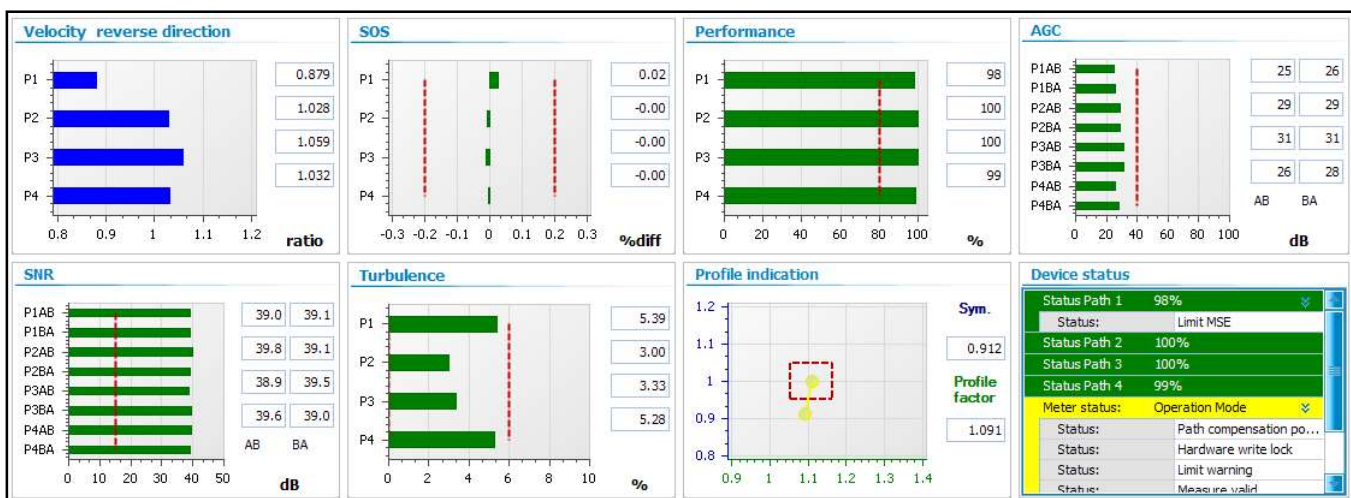 Velocity reverse direction
P1
P2
P3
P4
0.879
1.028
1.059
1.032
0.8 0.9 1 1.1 1.2
ratio
SOS
P1
P2
P3
P4
0.02
-0.00
-0.00
-0.00
-0.3 -0.2 -0.1 0 0.1 0.2 0.3
%diff
Performance
P1
P2
P3
P4
98
100
100
99
0 20 40 60 80 100
%
AGC
P1AB
P1BA
P2AB
P2BA
P3AB
P3BA
P4AB
P4BA
25 26
29 29
31 31
26 28
AB BA
0 20 40 60 80 100
dB
SNR
P1AB
P1BA
P2AB
P2BA
P3AB
P3BA
P4AB
P4BA
39.0 39.1
39.8 39.1
38.9 39.5
39.6 39.0
AB BA
0 10 20 30 40 50
dB
Turbulence
P1
P2
P3
P4
5.39
3.00
3.33
5.28
0 2 4 6 8 10
%
Profile indication
1.2
1.1
1
0.9
0.8
0.9 1 1.1 1.2 1.3 1.4
Sym.
0.912
Profile
factor
1.091
Device status
Status Path 1 98%
Status: Limit MSE
Status Path 2 100%
Status Path 3 100%
Status Path 4 99%
Meter status: Operation Mode
Status: Path compensation po...
Status: Hardware write lock
Status: Limit warning
Status: Measure valid